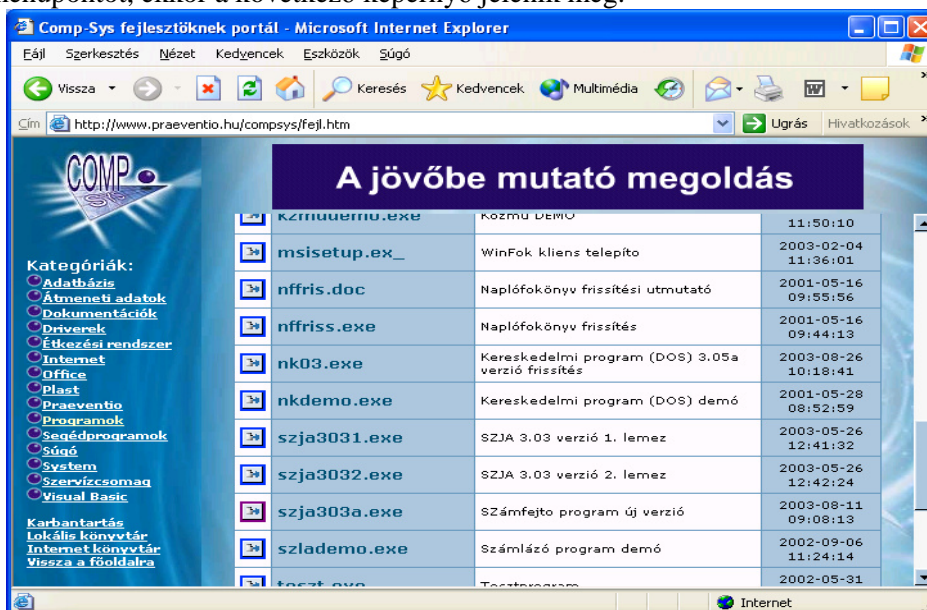 menüpontot, ekkor a következő képernyő jelenik meg:
Comp-Sys fejlesztöknek portál - Microsoft Internet Explorer
Fájl Szerkesztés Nézet Kedvencek Eszközök Súgó
Vissza Keresés Kedvencek Multimédia
Cím http://www.praeventio.hu/compsys/fejl.htm Ugrás Hivatkozások
COMP
Sys
A jövőbe mutató megoldás
Kategóriák:
Adatbázis
Átmeneti adatok
Dokumentációk
Driverek
Étkezési rendszer
Internet
Office
Plast
Praeventio
Programok
Segédprogramok
Súgó
System
Szervízcsomag
Visual Basic
Karbantartás
Lokális könyvtár
Internet könyvtár
Vissza a főoldalra
kzmudemo.exe Közmű DEMO 11:50:10
msisetup.ex_ WinFok kliens telepíto 2003-02-04 11:36:01
nffris.doc Naplófokönyv frissítési utmutató 2001-05-16 09:55:56
nffriss.exe Naplófokönyv frissítés 2001-05-16 09:44:13
nk03.exe Kereskedelmi program (DOS) 3.05a verzió frissítés 2003-08-26 10:18:41
nkdemo.exe Kereskedelmi program (DOS) demó 2001-05-28 08:52:59
szja3031.exe SZJA 3.03 verzió 1. lemez 2003-05-26 12:41:32
szja3032.exe SZJA 3.03 verzió 2. lemez 2003-05-26 12:42:24
szja303a.exe SZámfejto program új verzió 2003-08-11 09:08:13
szlademo.exe Számlázó program demó 2002-09-06 11:24:14
teszt.exe Tesztprogram 2002-05-31
Internet